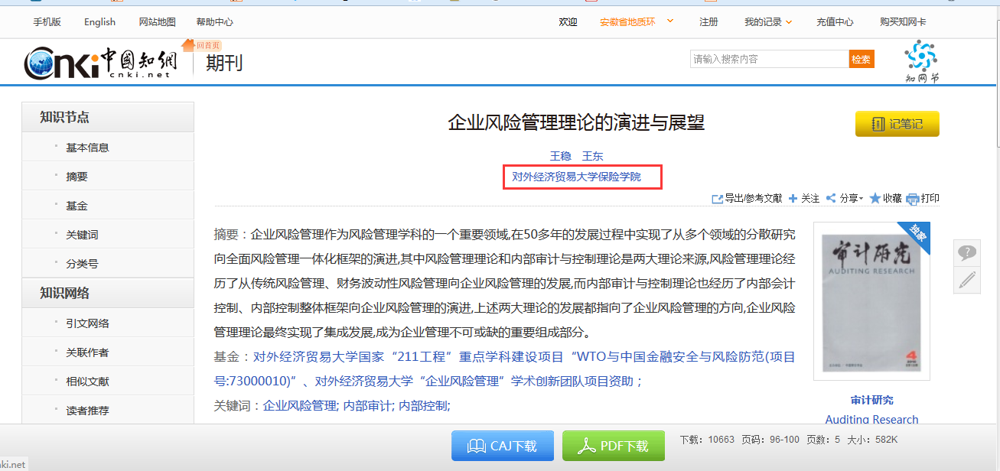 手机版 English 网站地图 帮助中心 欢迎 安徽省地质环 注册 我的记录 充值中心 购买知网卡
Cnki 中國知網 回首页
cnki.net
期刊
请输入搜索内容 检索
知网节
知识节点
基本信息
摘要
基金
关键词
分类号
知识网络
引文网络
关联作者
相似文献
读者推荐
企业风险管理理论的演进与展望
记笔记
王稳 王东
对外经济贸易大学保险学院
导出/参考文献 关注 分享 收藏 打印
摘要：企业风险管理作为风险管理学科的一个重要领域,在50多年的发展过程中实现了从多个领域的分散研究
向全面风险管理一体化框架的演进,其中风险管理理论和内部审计与控制理论是两大理论来源,风险管理理论经
历了从传统风险管理、财务波动性风险管理向企业风险管理的发展,而内部审计与控制理论也经历了内部会计
控制、内部控制整体框架向企业风险管理的演进,上述两大理论的发展都指向了企业风险管理的方向,企业风险
管理理论最终实现了集成发展,成为企业管理不可或缺的重要组成部分。
基金：对外经济贸易大学国家“211工程”重点学科建设项目“WTO与中国金融安全与风险防范(项目
号:73000010)”、对外经济贸易大学“企业风险管理”学术创新团队项目资助；
关键词：企业风险管理; 内部审计; 内部控制;
独家
审计研究
AUDITING RESEARCH
4
审计研究
Auditing Research
CAJ下载 PDF下载 下载：10663 页码：96-100 页数：5 大小：582K
nki.net